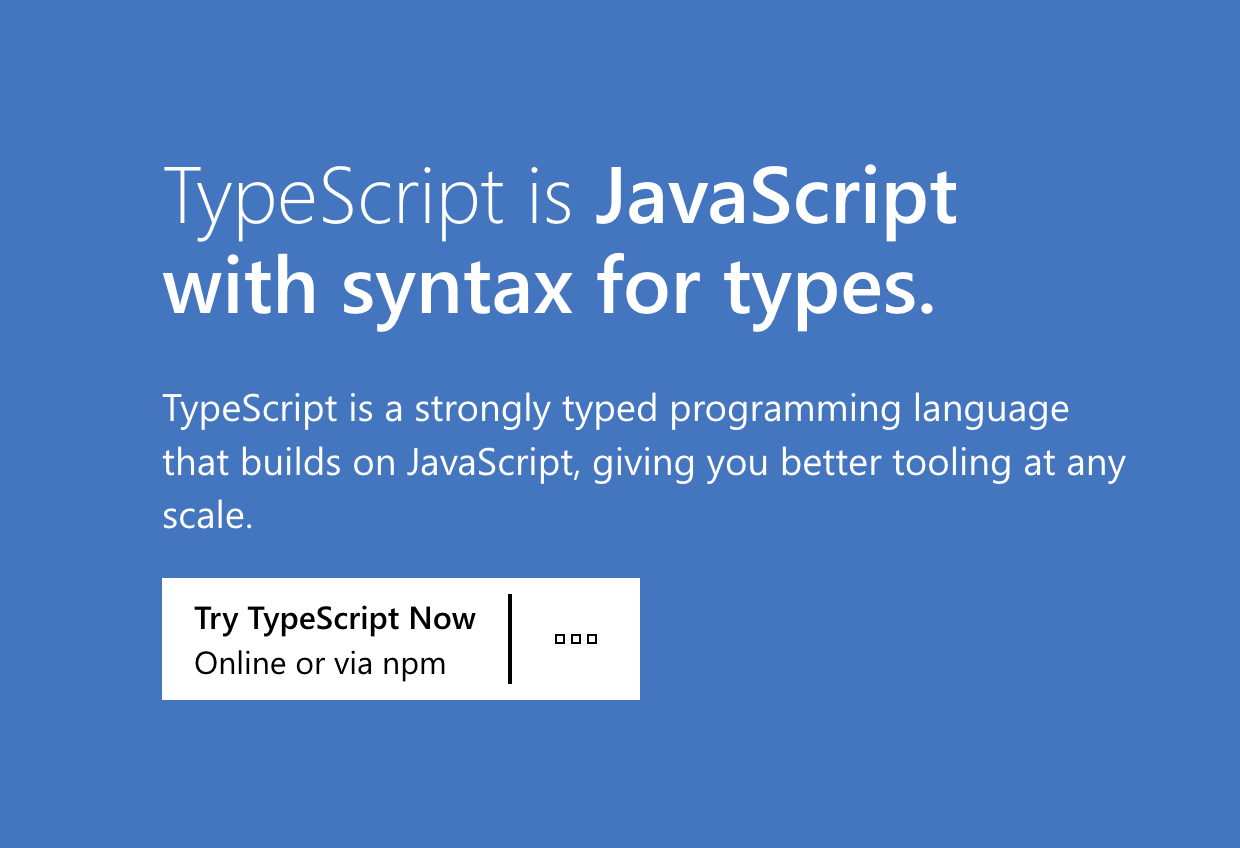 TypeScript is JavaScript
with syntax for types.
TypeScript is a strongly typed programming language
that builds on JavaScript, giving you better tooling at any
scale.
Try TypeScript Now
Online or via npm